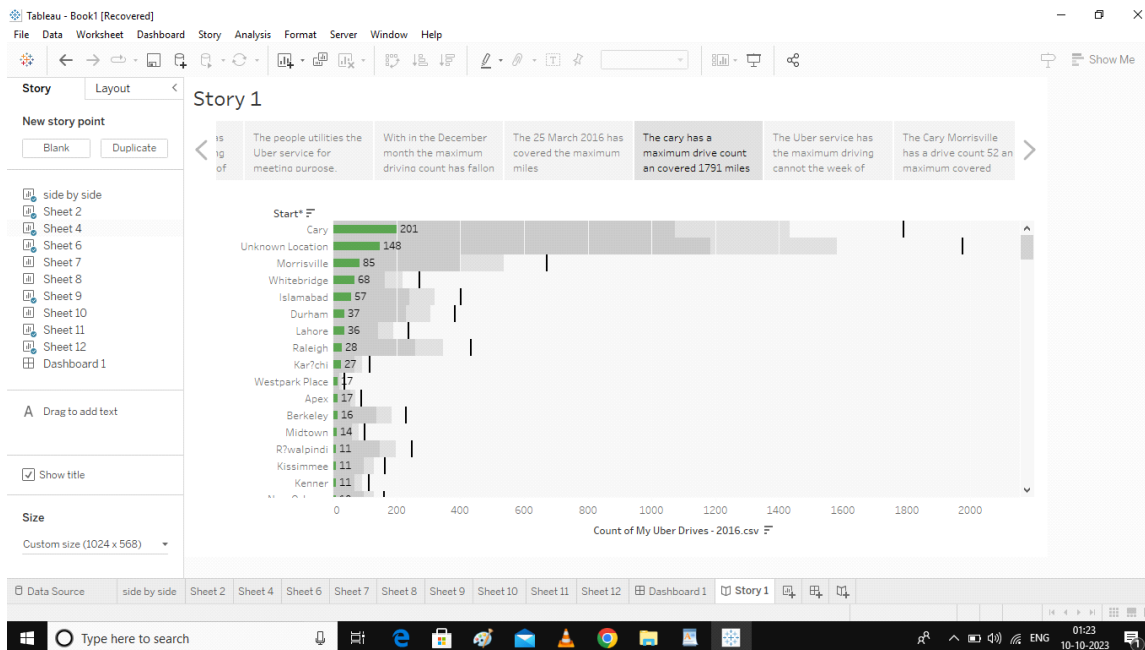 Tableau - Book1 [Recovered]
File Data Worksheet Dashboard Story Analysis Format Server Window Help
Show Me
Story Layout
New story point
Blank Duplicate
side by side
Sheet 2
Sheet 4
Sheet 6
Sheet 7
Sheet 8
Sheet 9
Sheet 10
Sheet 11
Sheet 12
Dashboard 1
A Drag to add text
Show title
Size
Custom size (1024 x 568)
Story 1
of
The people utilities the
Uber service for
meeting purpose.
With in the December
month the maximum
driving count has fallon
The 25 March 2016 has
covered the maximum
miles
The cary has a
maximum drive count
an covered 1791 miles
The Uber service has
the maximum driving
cannot the week of
The Cary Morrisville
has a drive count 52 an
maximum covered
Start*
Cary 201
Unknown Location 148
Morrisville 85
Whitebridge 68
Islamabad 57
Durham 37
Lahore 36
Raleigh 28
Kar?chi 27
Westpark Place 17
Apex 17
Berkeley 16
Midtown 14
R?walpindi 11
Kissimmee 11
Kenner 11
0 200 400 600 800 1000 1200 1400 1600 1800 2000
Count of My Uber Drives - 2016.csv
Data Source side by side Sheet 2 Sheet 4 Sheet 6 Sheet 7 Sheet 8 Sheet 9 Sheet 10 Sheet 11 Sheet 12 Dashboard 1 Story 1
Type here to search
ENG
01:23
10-10-2023
1